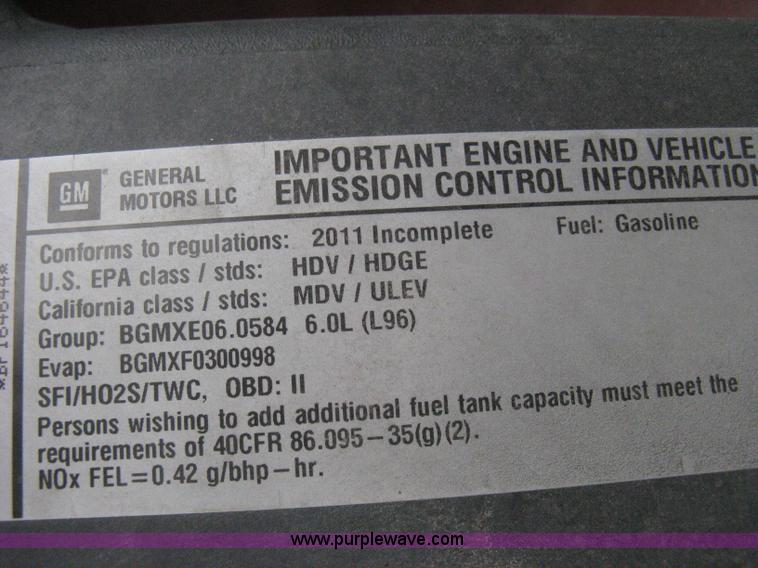 GM
GENERAL
MOTORS LLC
IMPORTANT ENGINE AND VEHICLE
EMISSION CONTROL INFORMATION
Conforms to regulations: 2011 Incomplete Fuel: Gasoline
U.S. EPA class / stds: HDV / HDGE
California class / stds: MDV / ULEV
Group: BGMXE06.0584 6.0L (L96)
Evap: BGMXF0300998
SFI/HO2S/TWC, OBD: II
Persons wishing to add additional fuel tank capacity must meet the
requirements of 40CFR 86.095-35(g)(2).
NOx FEL=0.42 g/bhp-hr.
www.purplewave.com